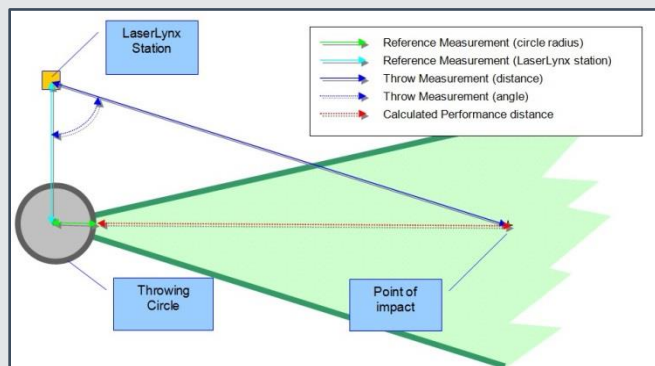 LaserLynx
Station
Reference Measurement (circle radius)
Reference Measurement (LaserLynx station)
Throw Measurement (distance)
Throw Measurement (angle)
Calculated Performance distance
Throwing
Circle
Point of
impact